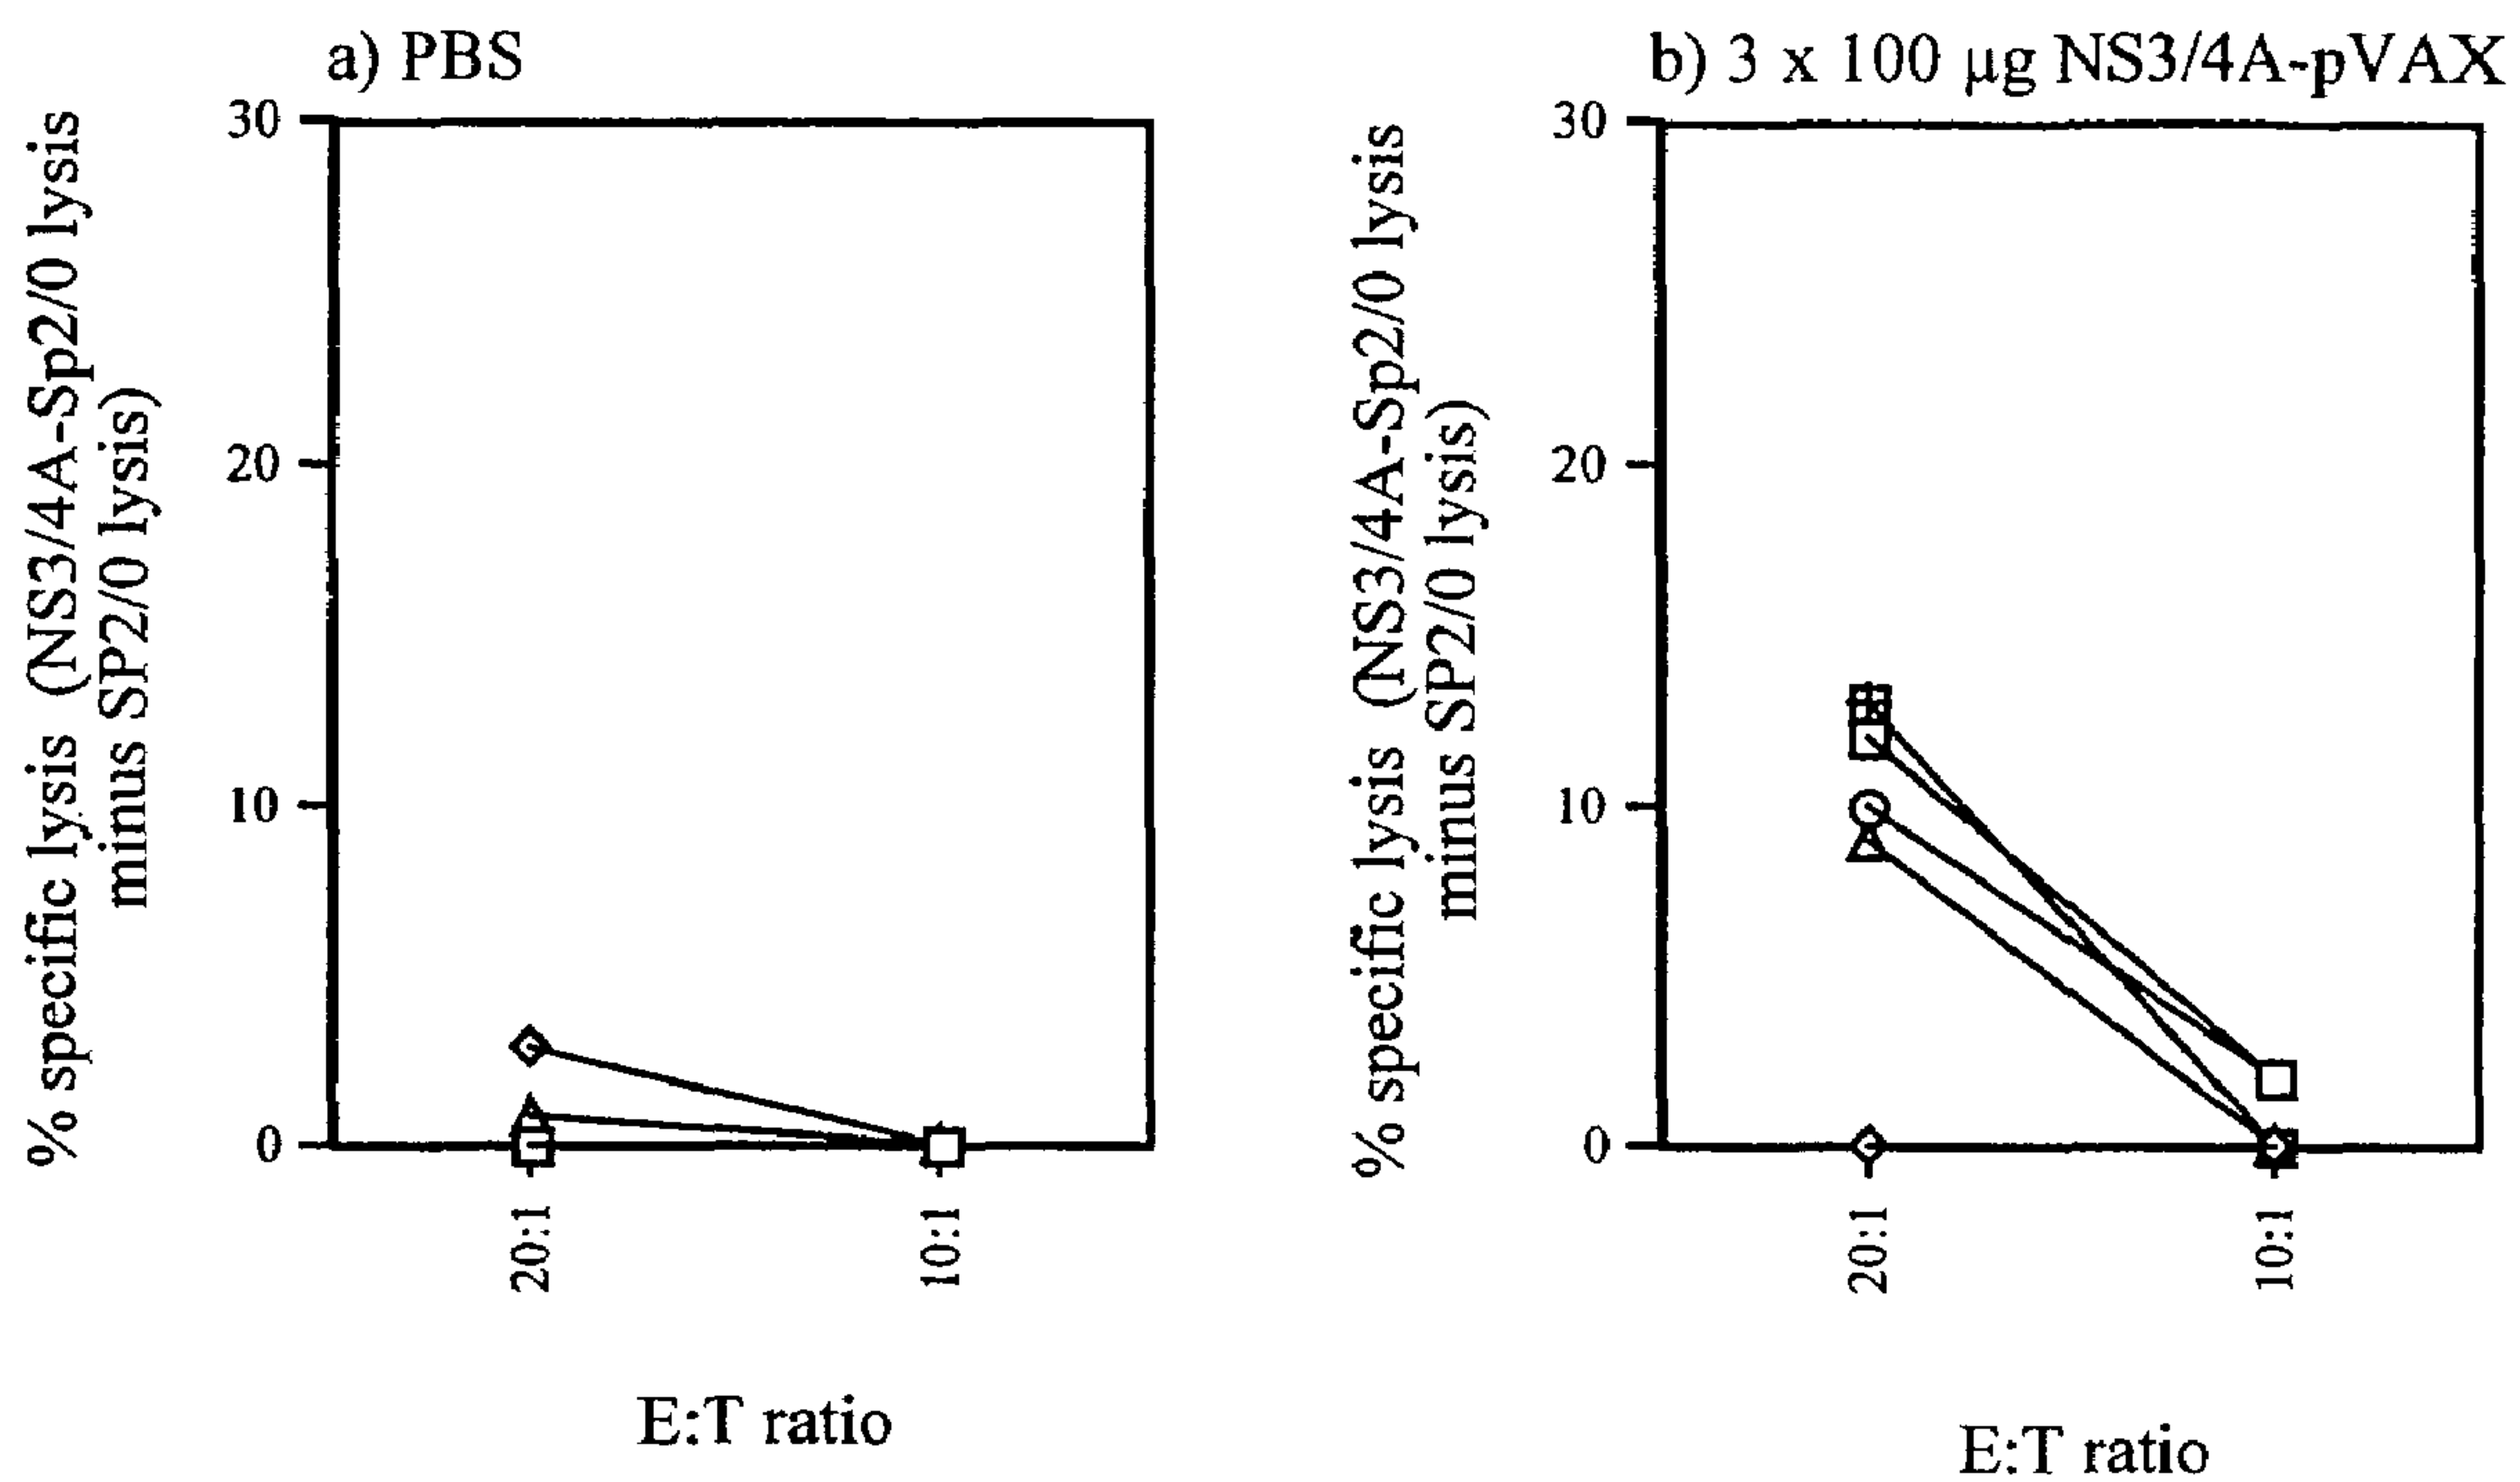 a) PBS
% specific lysis (NS3/4A-Sp2/0 lysis
minus SP2/0 lysis)
30
20
10
0
20:1
10:1
E:T ratio
b) 3 x 100 µg NS3/4A-pVAX
% specific lysis (NS3/4A-Sp2/0 lysis
minus SP2/0 lysis)
30
20
10
0
20:1
10:1
E:T ratio